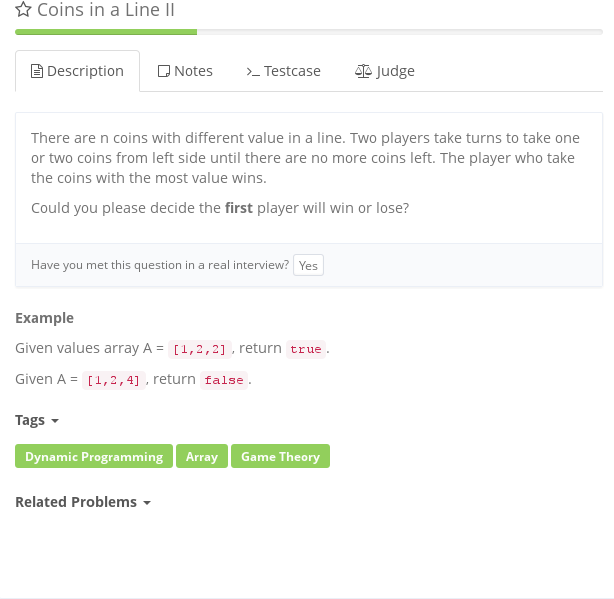 Coins in a Line II
Description
Notes
Testcase
Judge
There are n coins with different value in a line. Two players take turns to take one
or two coins from left side until there are no more coins left. The player who take
the coins with the most value wins.
Could you please decide the first player will win or lose?
Have you met this question in a real interview? Yes
Example
Given values array A = [1,2,2], return true.
Given A = [1,2,4], return false.
Tags
Dynamic Programming Array Game Theory
Related Problems